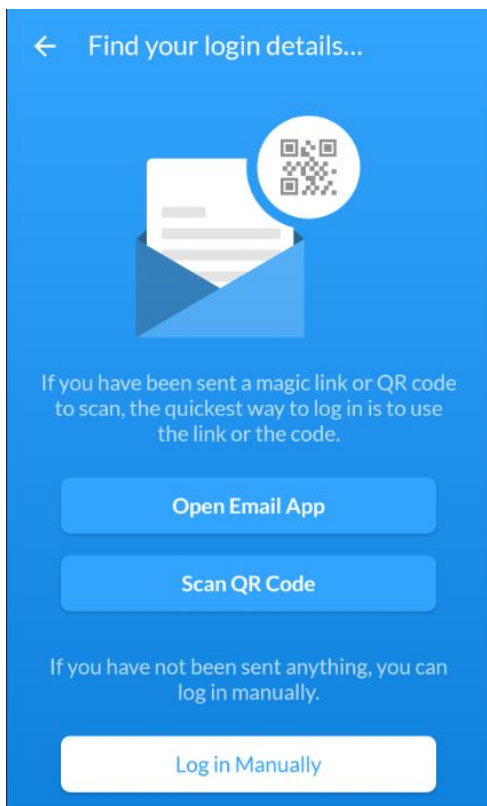 Find your login details...
If you have been sent a magic link or QR code
to scan, the quickest way to log in is to use
the link or the code.
Open Email App
Scan QR Code
If you have not been sent anything, you can
log in manually.
Log in Manually